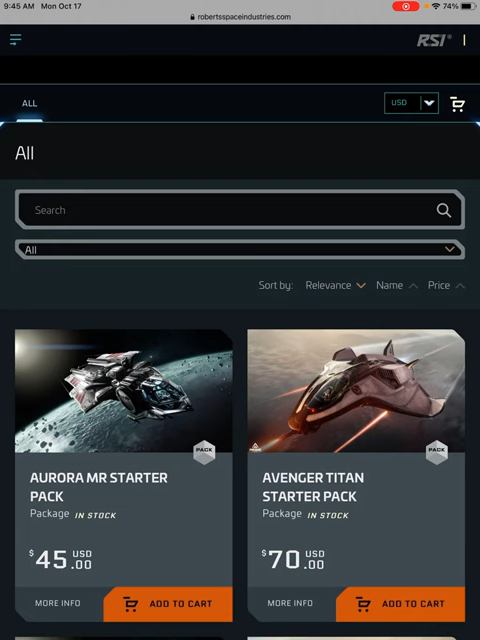 9:45 AM Mon Oct 17
74%
robertsspaceindustries.com
RSI
ALL
USD
All
Search
All
Sort by: Relevance Name Price
PACK
PACK
AURORA MR STARTER
PACK
Package IN STOCK
$45 USD .00
MORE INFO ADD TO CART
AVENGER TITAN
STARTER PACK
Package IN STOCK
$70 USD .00
MORE INFO ADD TO CART